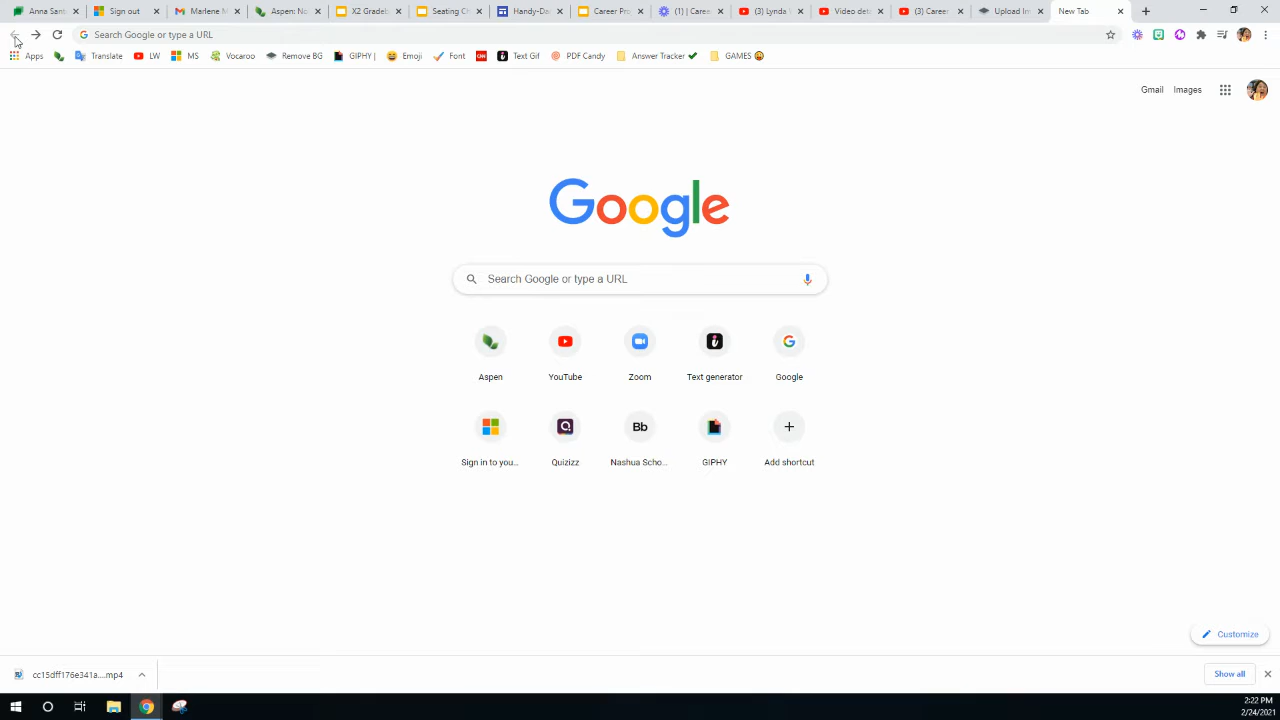 Anna Sant
Sign out
Marlene M
Aspen: No
X2 Gradeb
Seating Ch
Handy-Da
Career Pro
(1) | Caree
(3) Lynda
Video deb
(3) Career
Upload Im
New Tab
Search Google or type a URL
Apps
Translate
LW
MS
Vocaroo
Remove BG
GIPHY |
Emoji
Font
CNN
Text Gif
PDF Candy
Answer Tracker ✔
GAMES 😜
Gmail
Images
Google
Search Google or type a URL
Aspen
YouTube
Zoom
Text generator
Google
Bb
Sign in to you...
Quizizz
Nashua Scho...
GIPHY
Add shortcut
Customize
cc15dff176e341a....mp4
Show all
2:22 PM
2/24/2021